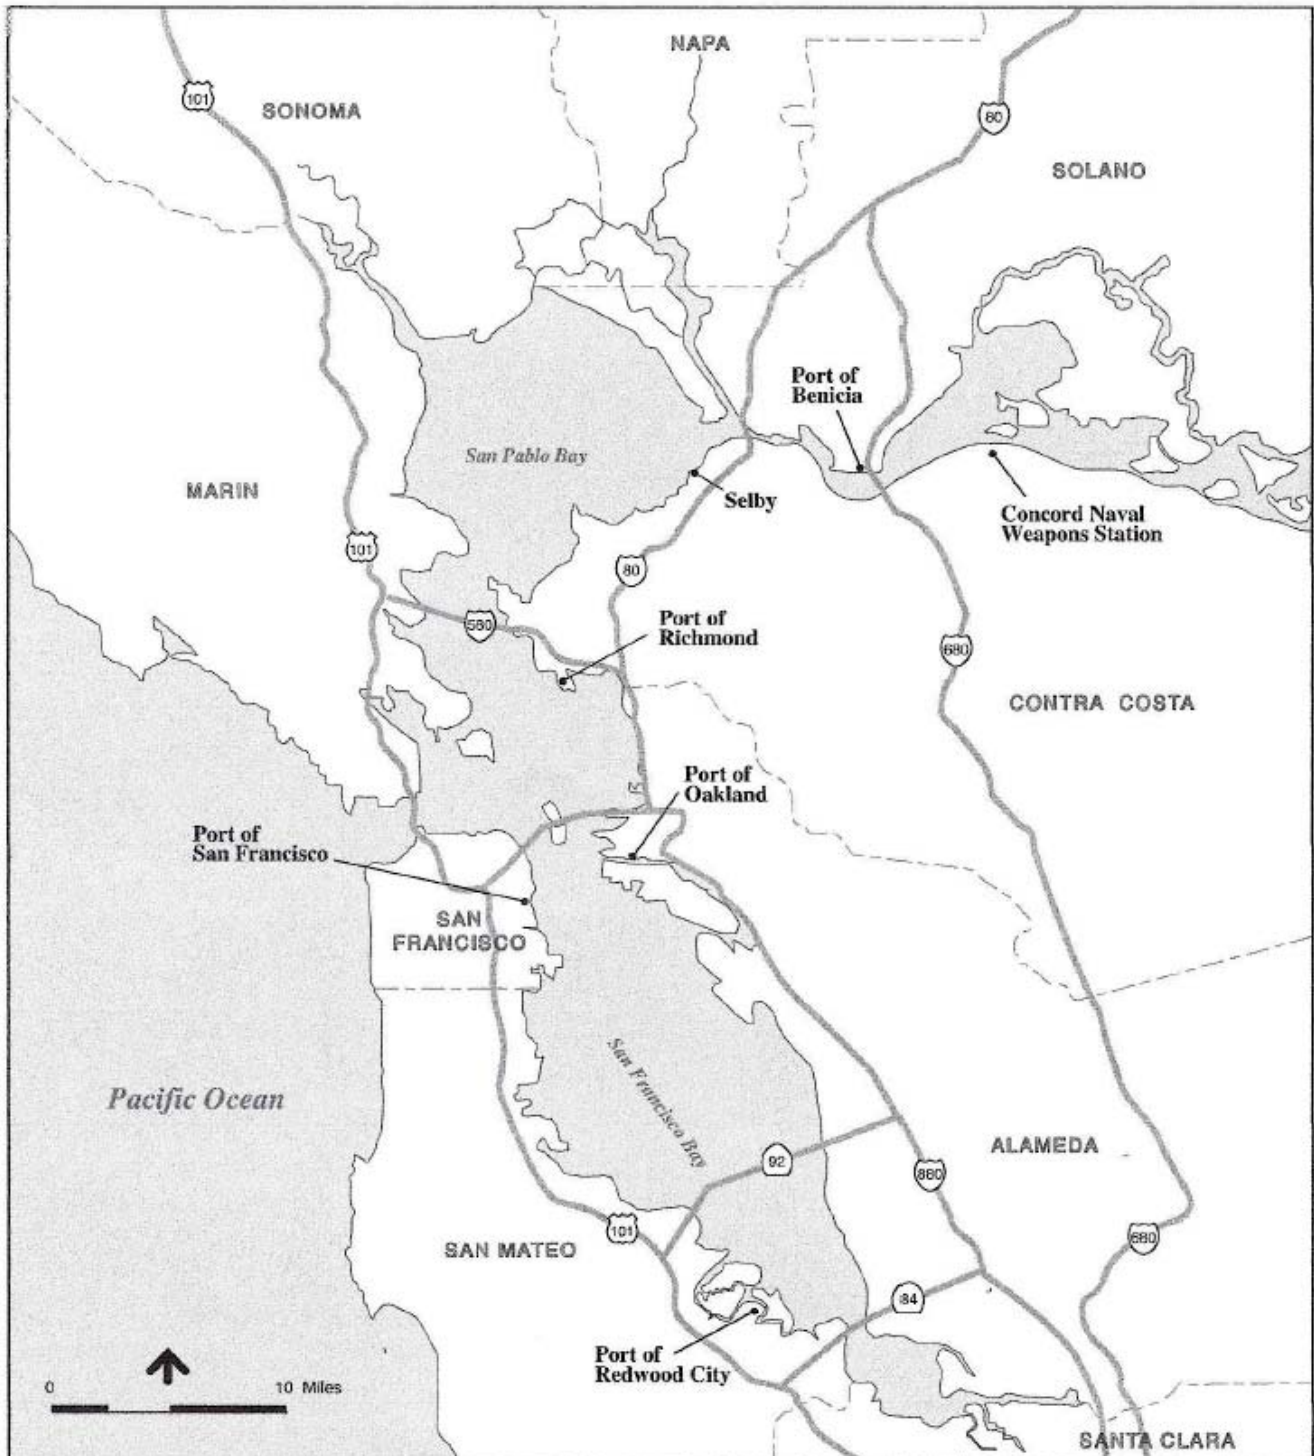 NAPA
101
SONOMA
80
SOLANO
Port of
Benicia
San Pablo Bay
MARIN
Selby
Concord Naval
Weapons Station
101
80
580
Port of
Richmond
680
CONTRA COSTA
Port of
Oakland
Port of
San Francisco
SAN
FRANCISCO
Pacific Ocean
San Francisco Bay
92
ALAMEDA
880
101
SAN MATEO
680
84
Port of
Redwood City
0 10 Miles
SANTA CLARA